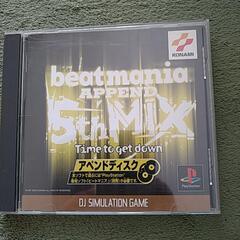 KONAMI
beatmania
APPEND
5th MIX
Time to get down
アペンドディスク
PlayStation
DJ SIMULATION GAME